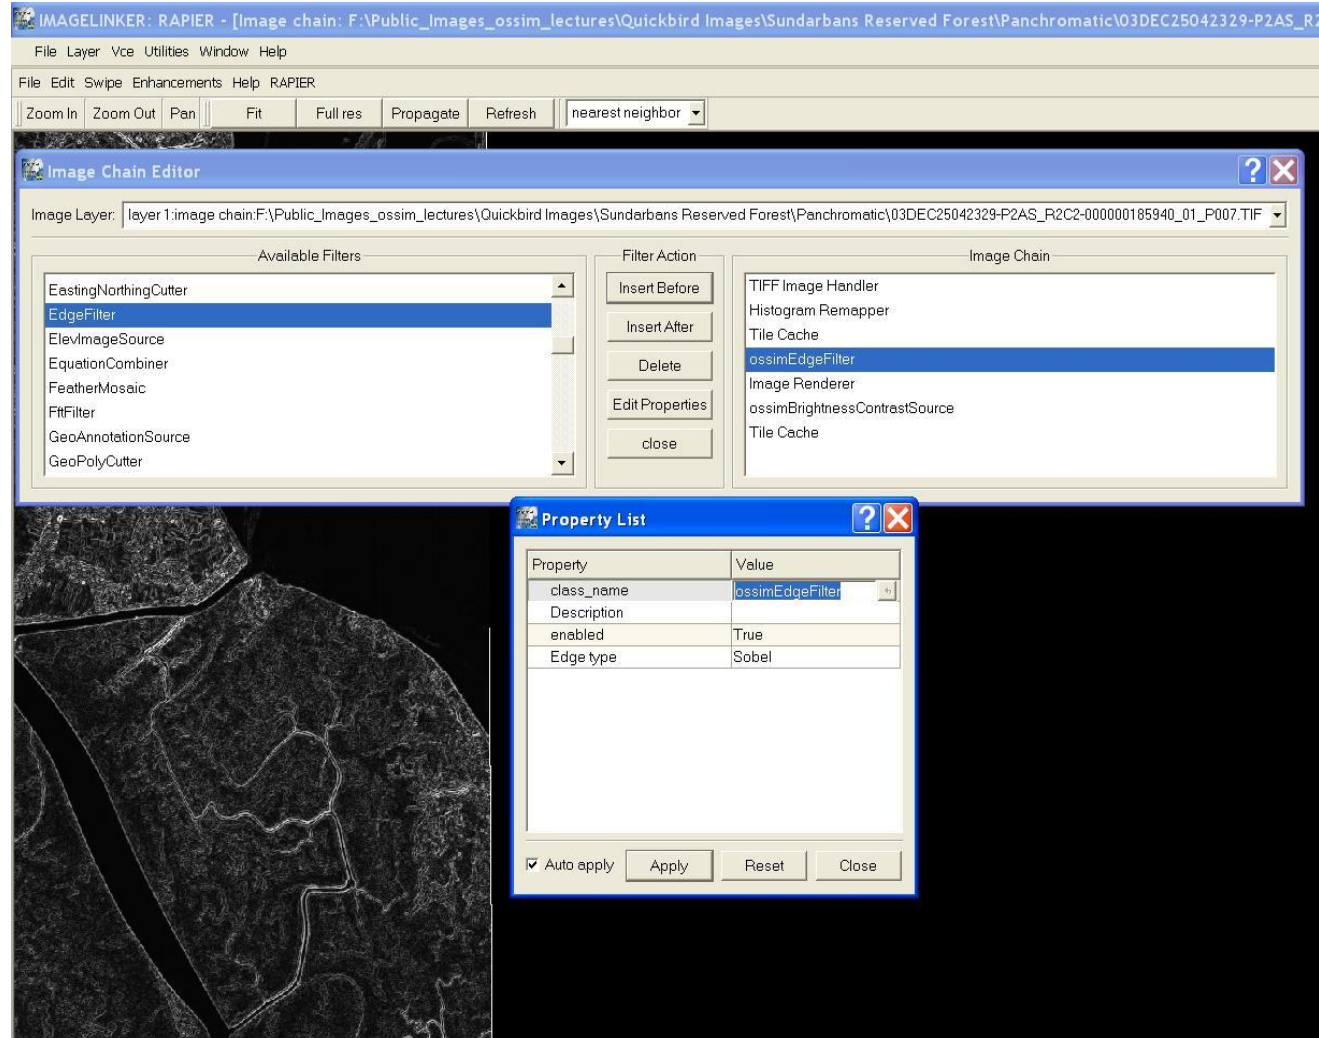 IMAGELINKER: RAPIER - [Image chain: F:\Public_Images_ossim_lectures\Quickbird Images\Sundarbans Reserved Forest\Panchromatic\03DEC25042329-P2AS_R2
File Layer Vce Utilities Window Help
File Edit Swipe Enhancements Help RAPIER
Zoom In Zoom Out Pan Fit Full res Propagate Refresh nearest neighbor
Image Chain Editor
Image Layer: layer 1:image chain:F:\Public_Images_ossim_lectures\Quickbird Images\Sundarbans Reserved Forest\Panchromatic\03DEC25042329-P2AS_R2C2-000000185940_01_P007.TIF
Available Filters
EastingNorthingCutter
EdgeFilter
ElevImageSource
EquationCombiner
FeatherMosaic
FftFilter
GeoAnnotationSource
GeoPolyCutter
Filter Action
Insert Before
Insert After
Delete
Edit Properties
close
Image Chain
TIFF Image Handler
Histogram Remapper
Tile Cache
ossimEdgeFilter
Image Renderer
ossimBrightnessContrastSource
Tile Cache
Property List
Property Value
class_name ossimEdgeFilter
Description
enabled True
Edge type Sobel
Auto apply Apply Reset Close